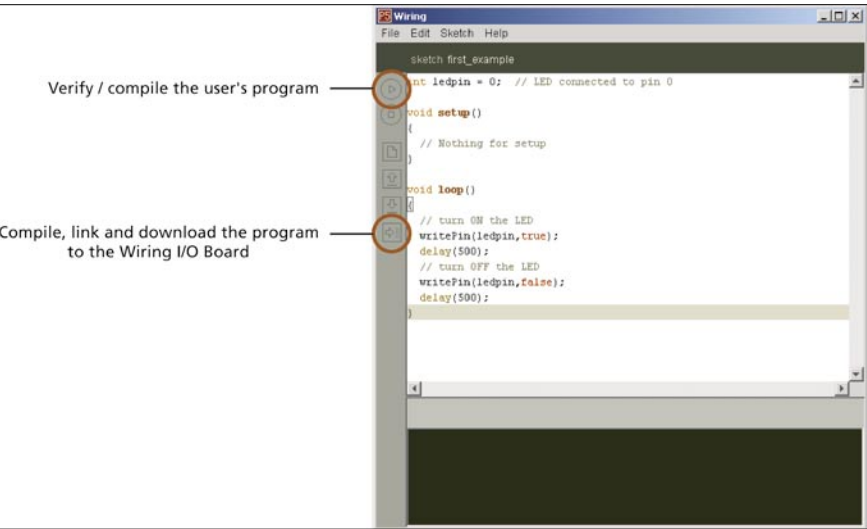 Wiring
File Edit Sketch Help
sketch first_example
Verify / compile the user's program
Compile, link and download the program
to the Wiring I/O Board
int ledpin = 0; // LED connected to pin 0
void setup()
{
// Nothing for setup
}
void loop()
{
// turn ON the LED
writePin(ledpin,true);
delay(500);
// turn OFF the LED
writePin(ledpin,false);
delay(500);
}